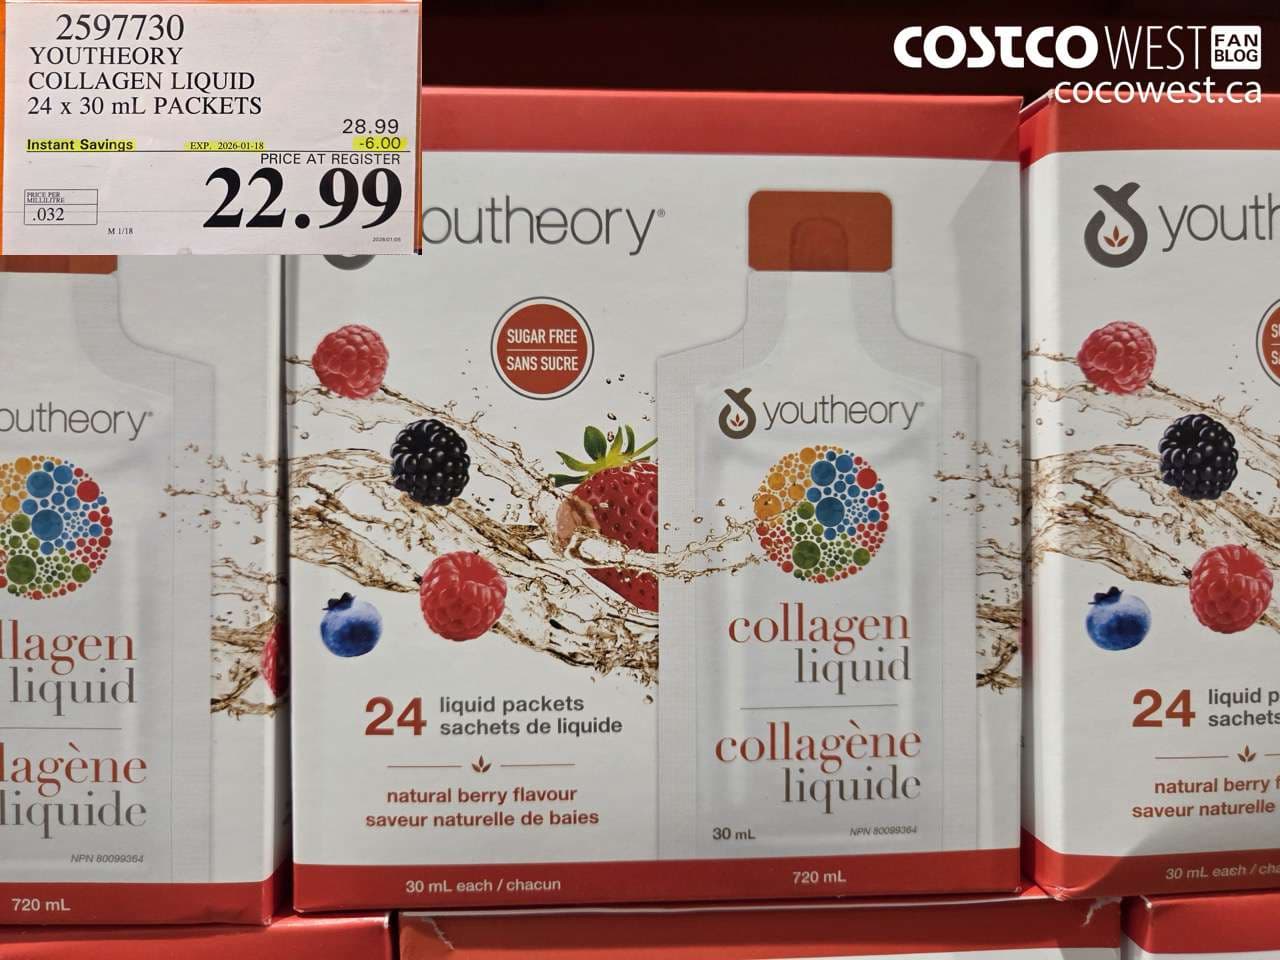 2597730
YOUTHEORY
COLLAGEN LIQUID
24 x 30 mL PACKETS
28.99
Instant Savings EXP. 2026-01-18 -6.00
PRICE AT REGISTER
22.99
PRICE PER
MILLILITRE
.032
M 1/18
COSTCO WEST FAN
BLOG
cocowest.ca
outheory®
SUGAR FREE
SANS SUCRE
youtheory
collagen
liquid
collagène
liquide
24 liquid packets
sachets de liquide
natural berry flavour
saveur naturelle de baies
30 mL
NPN 80099364
30 mL each / chacun
720 mL
outheory
llagen
liquid
lagène
liquide
NPN 80099364
720 mL
youth
24 liquid p
sachets
natural berry f
saveur naturelle
30 mL each / cha